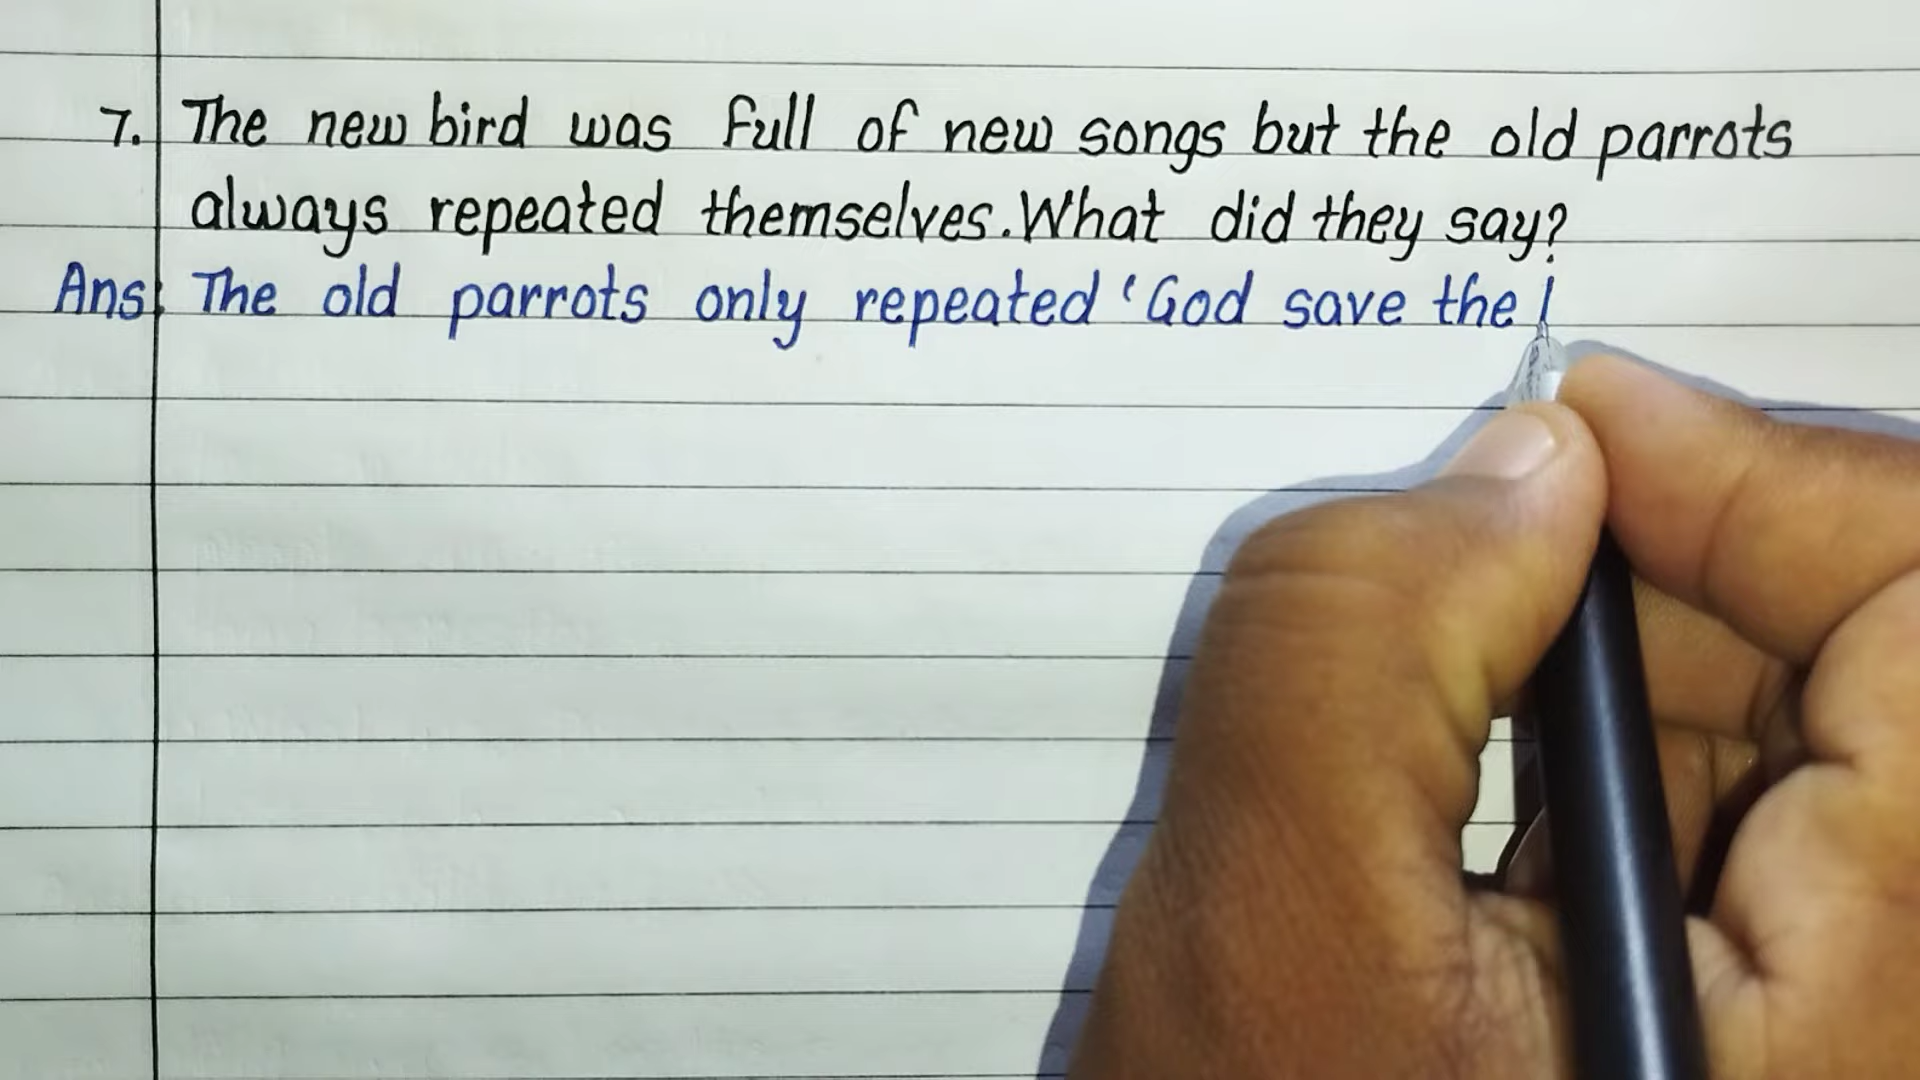 7. The new bird was full of new songs but the old parrots
always repeated themselves. What did they say?
Ans. The old parrots only repeated 'God save the